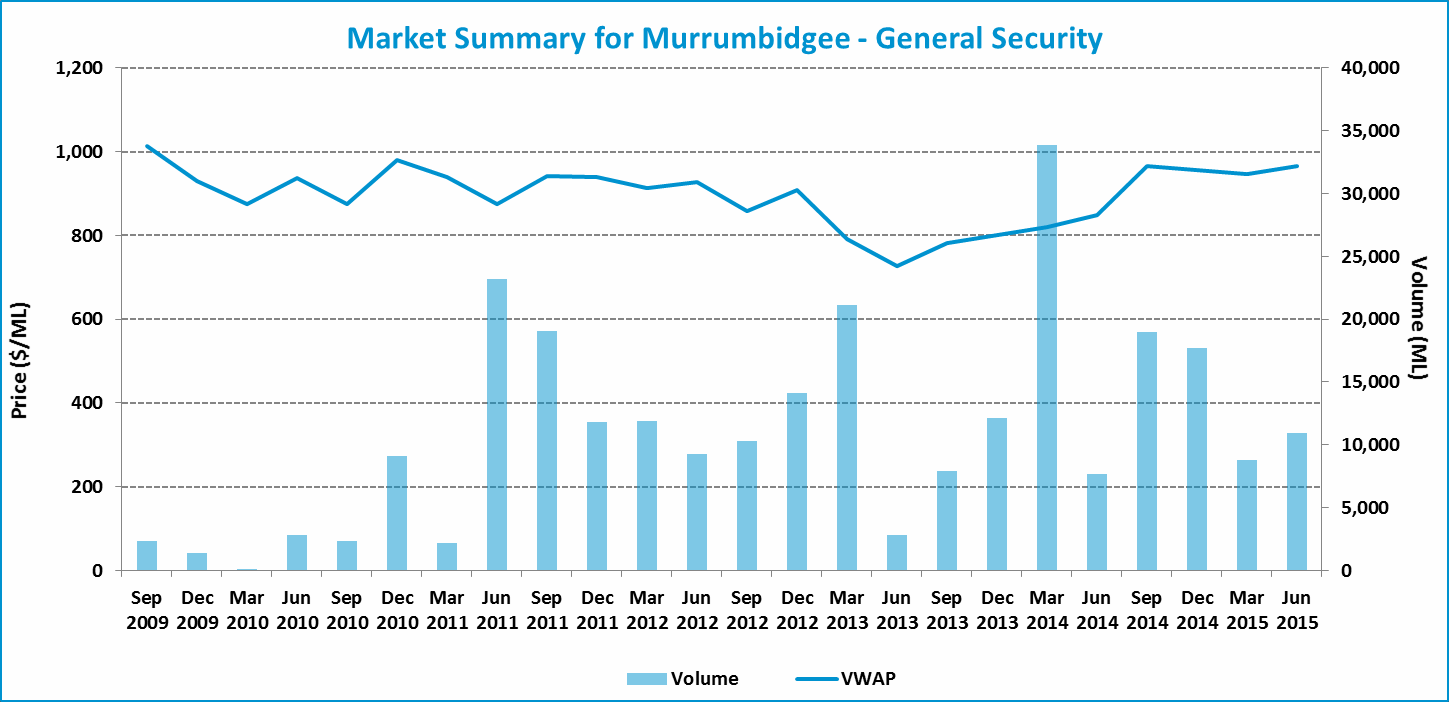 Market Summary for Murrumbidgee - General Security
1,200
1,000
800
600
400
200
0
Price ($/ML)
40,000
35,000
30,000
25,000
20,000
15,000
10,000
5,000
0
Volume (ML)
Sep Dec Mar Jun Sep Dec Mar Jun Sep Dec Mar Jun Sep Dec Mar Jun Sep Dec Mar Jun Sep Dec Mar Jun
2009 2009 2010 2010 2010 2010 2011 2011 2011 2011 2012 2012 2012 2012 2013 2013 2013 2013 2014 2014 2014 2014 2015 2015
Volume VWAP